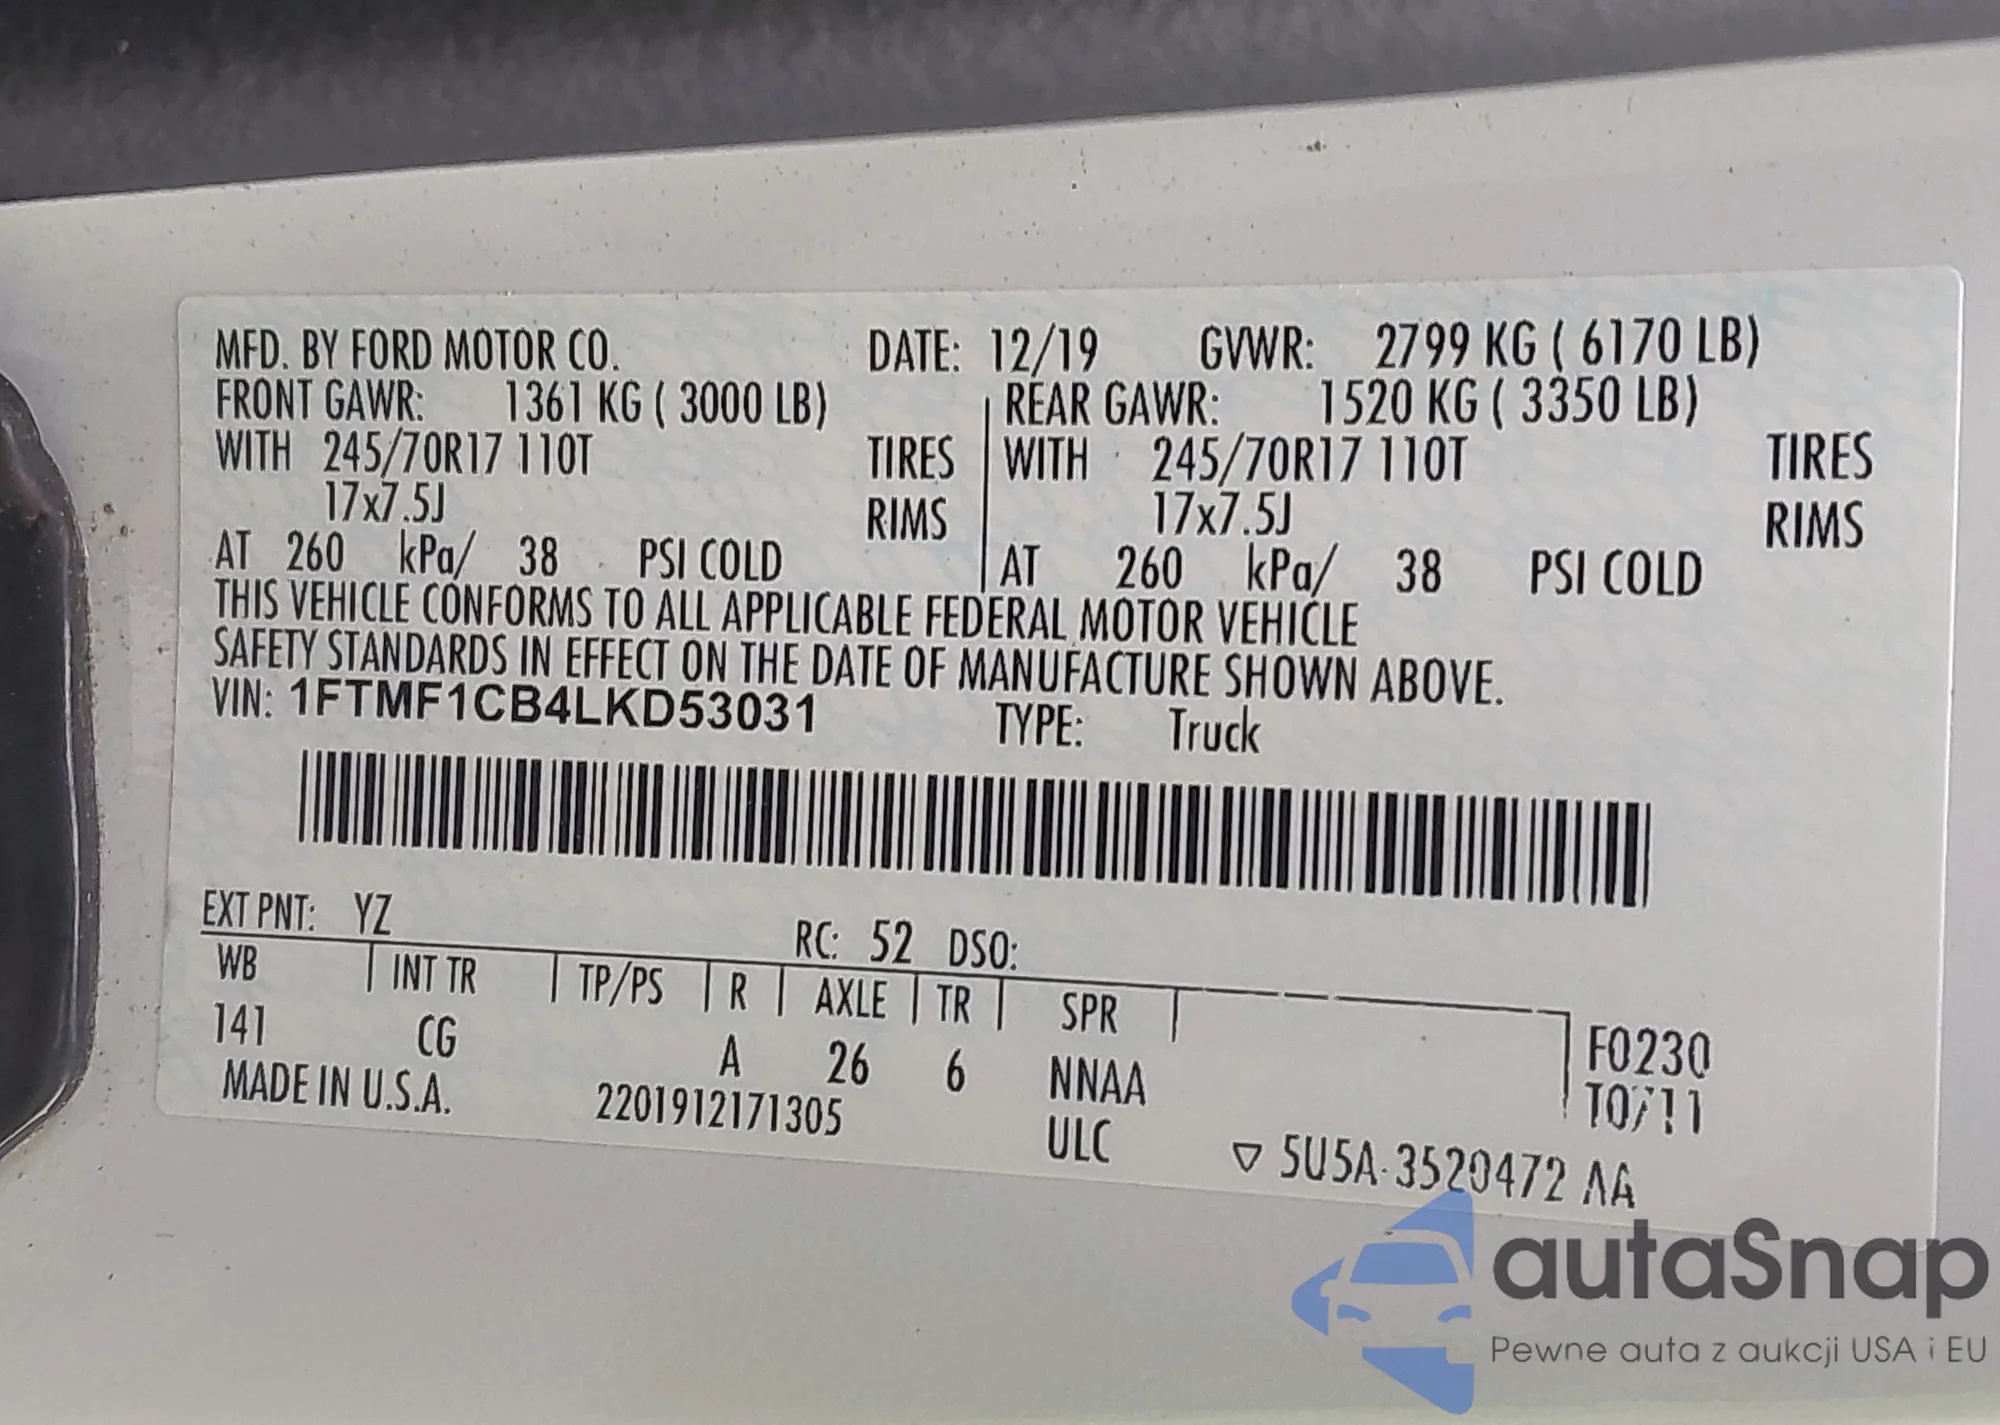 MFD. BY FORD MOTOR CO. DATE: 12/19 GVWR: 2799 KG ( 6170 LB)
FRONT GAWR: 1361 KG ( 3000 LB) REAR GAWR: 1520 KG ( 3350 LB)
WITH 245/70R17 110T TIRES WITH 245/70R17 110T TIRES
17x7.5J RIMS 17x7.5J RIMS
AT 260 kPa/ 38 PSI COLD AT 260 kPa/ 38 PSI COLD
THIS VEHICLE CONFORMS TO ALL APPLICABLE FEDERAL MOTOR VEHICLE
SAFETY STANDARDS IN EFFECT ON THE DATE OF MANUFACTURE SHOWN ABOVE.
VIN: 1FTMF1CB4LKD53031 TYPE: Truck
EXT PNT: YZ RC: 52 DSO:
WB INT TR TP/PS R AXLE TR SPR
141 CG A 26 6 NNAA F0230
MADE IN U.S.A. 2201912171305 ULC T0711
▽ 5U5A-3520472 AA
autaSnap
Pewne auta z aukcji USA i EU